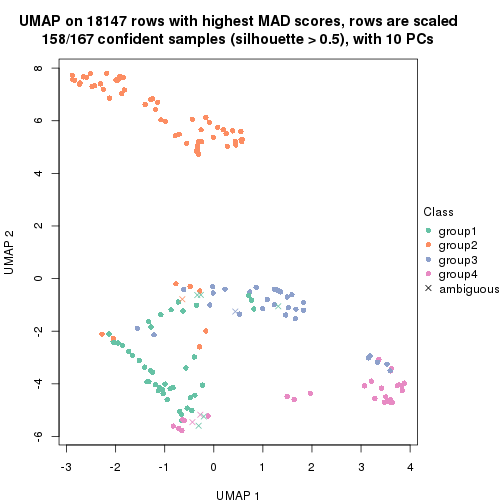 UMAP on 18147 rows with highest MAD scores, rows are scaled
158/167 confident samples (silhouette > 0.5), with 10 PCs
8
6
4
2
0
-2
-4
-6
UMAP 2
-3
-2
-1
0
1
2
3
4
UMAP 1
Class
group1
group2
group3
group4
ambiguous